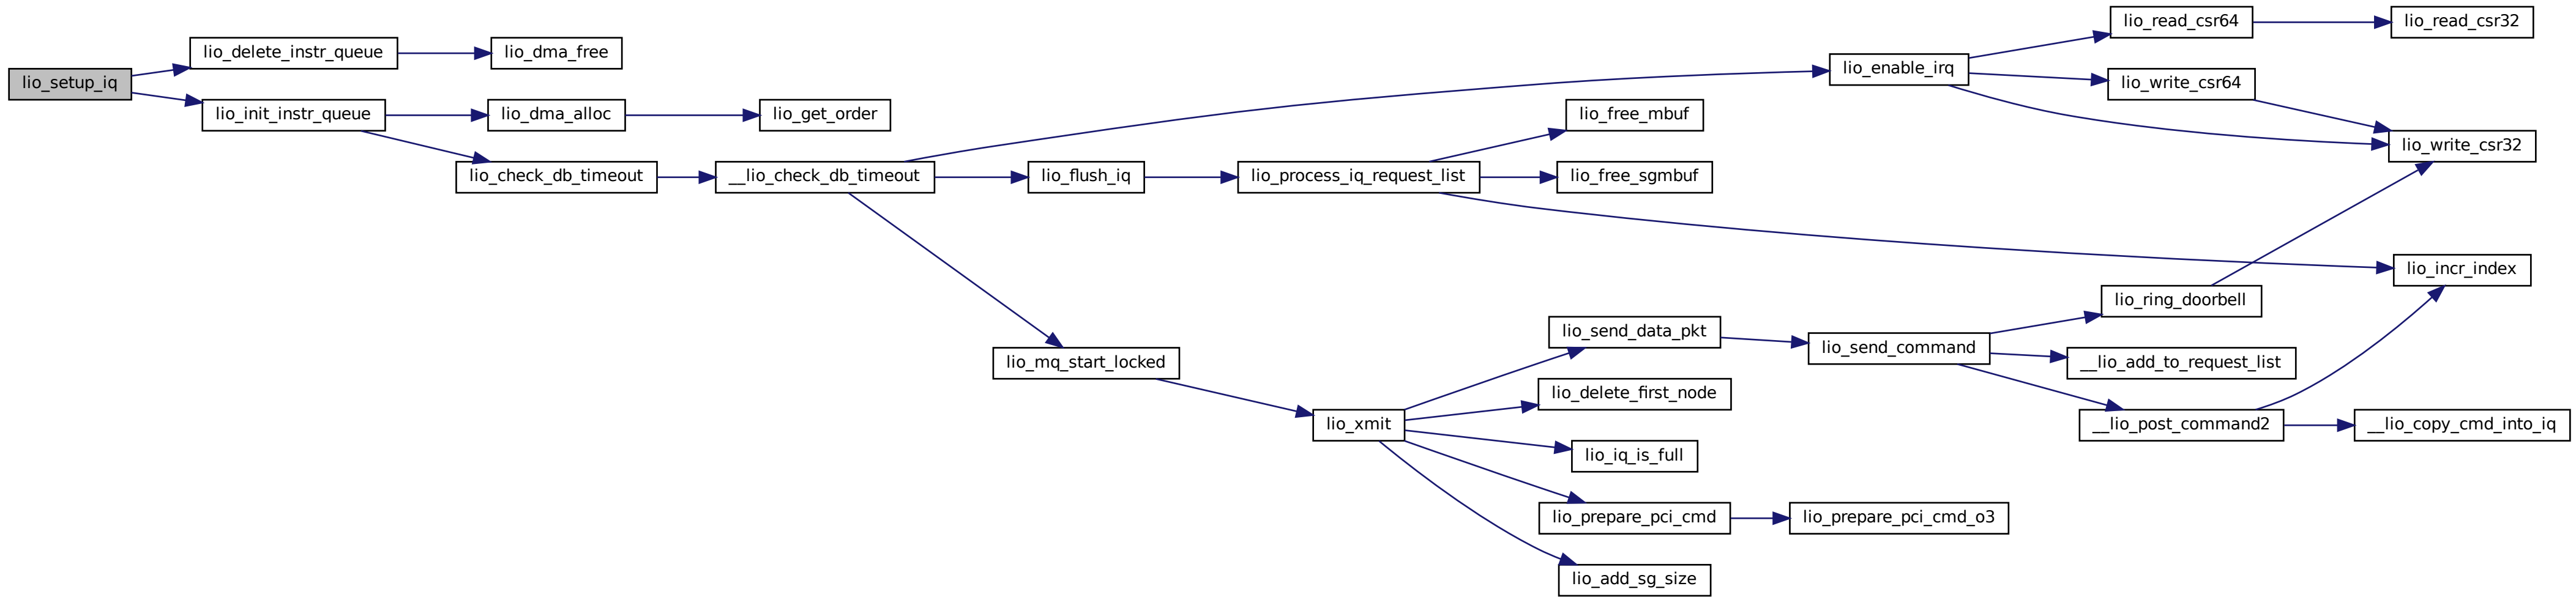 lio_setup_iq
lio_delete_instr_queue
lio_dma_free
lio_init_instr_queue
lio_dma_alloc
lio_get_order
lio_check_db_timeout
__lio_check_db_timeout
lio_enable_irq
lio_read_csr64
lio_read_csr32
lio_write_csr64
lio_write_csr32
lio_flush_iq
lio_process_iq_request_list
lio_free_mbuf
lio_free_sgmbuf
lio_incr_index
lio_mq_start_locked
lio_xmit
lio_send_data_pkt
lio_send_command
lio_ring_doorbell
__lio_add_to_request_list
__lio_post_command2
__lio_copy_cmd_into_iq
lio_delete_first_node
lio_iq_is_full
lio_prepare_pci_cmd
lio_prepare_pci_cmd_o3
lio_add_sg_size